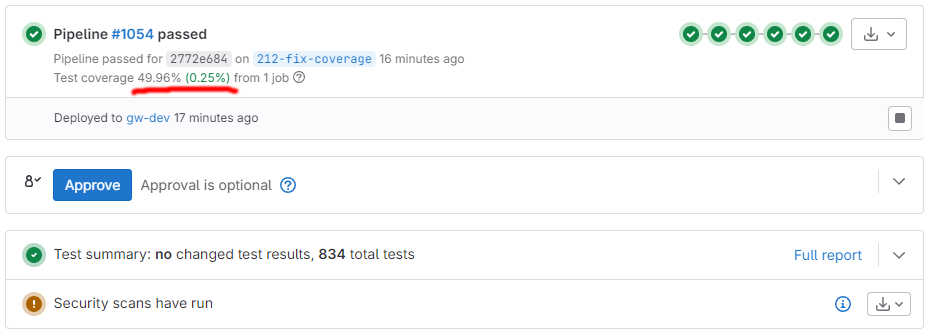 Pipeline #1054 passed
Pipeline passed for 2772e684 on 212-fix-coverage 16 minutes ago
Test coverage 49.96% (0.25%) from 1 job
Deployed to gw-dev 17 minutes ago
Approve Approval is optional
Test summary: no changed test results, 834 total tests Full report
Security scans have run